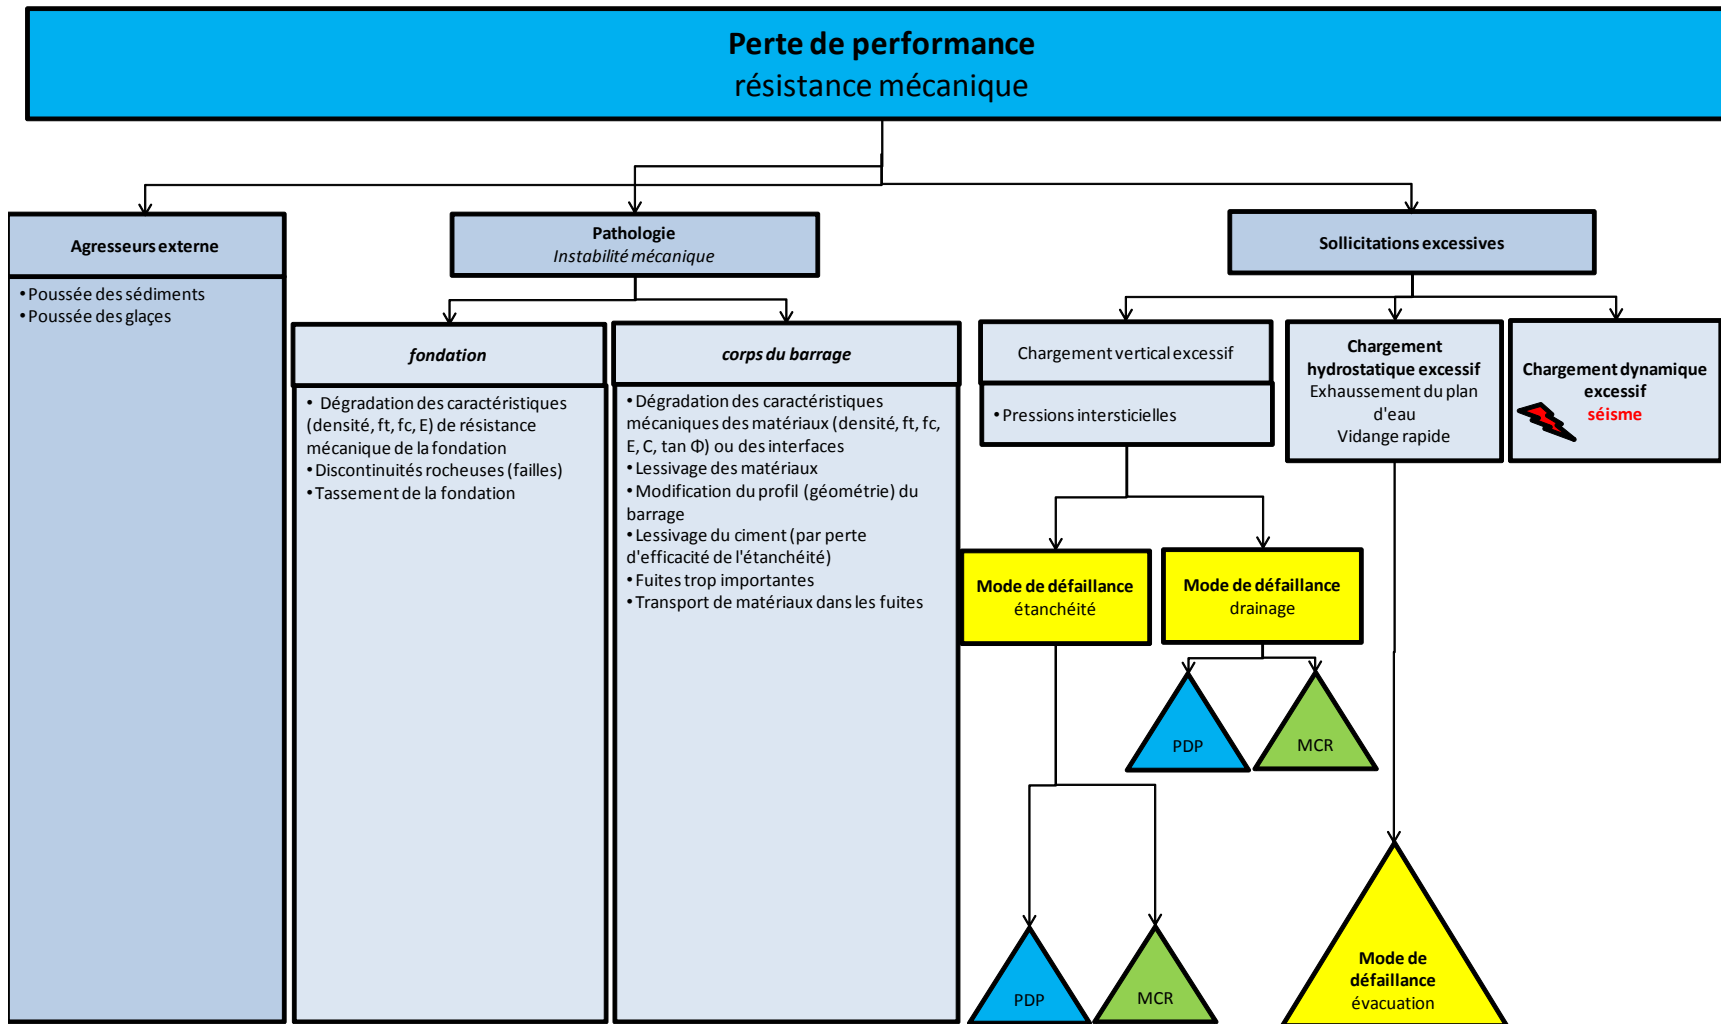 Perte de performance
résistance mécanique
Agresseurs externe
• Poussée des sédiments
• Poussée des glaçes
Pathologie
Instabilité mécanique
fondation
• Dégradation des caractéristiques
(densité, ft, fc, E) de résistance
mécanique de la fondation
• Discontinuités rocheuses (failles)
• Tassement de la fondation
corps du barrage
• Dégradation des caractéristiques
mécaniques des matériaux (densité, ft, fc,
E, C, tan Φ) ou des interfaces
• Lessivage des matériaux
• Modification du profil (géométrie) du
barrage
• Lessivage du ciment (par perte
d'efficacité de l'étanchéité)
• Fuites trop importantes
• Transport de matériaux dans les fuites
Sollicitations excessives
Chargement vertical excessif
• Pressions intersticielles
Chargement
hydrostatique excessif
Exhaussement du plan
d'eau
Vidange rapide
Chargement dynamique
excessif
séisme
Mode de défaillance
étanchéité
Mode de défaillance
drainage
PDP
MCR
PDP
MCR
Mode de
défaillance
évacuation